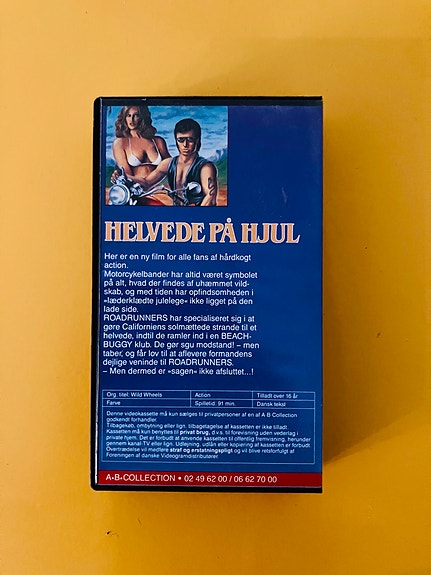 HELVEDE PÅ HJUL
Her er en ny film for alle fans af hårdkogt
action.
Motorcykelbander har altid været symbolet
på alt, hvad der findes af uhæmmet vild-
skab, og med tiden har opfindsomheden i
»læderklædte julelege« ikke ligget på den
lade side.
ROADRUNNERS har specialiseret sig i at
gøre Californiens solmættede strande til et
helvede, indtil de ramler ind i en BEACH-
BUGGY klub. De gør sgu modstand! – men
taber, og får lov til at aflevere formandens
dejlige veninde til ROADRUNNERS.
– Men dermed er »sagen« ikke afsluttet...!
Org. titel: Wild Wheels Action Tilladt over 16 år
Farve Spilletid: 91 min. Dansk tekst
Denne videokassette må kun sælges til privatpersoner af en af A B Collection
godkendt forhandler.
Tilbagekøb, ombytning eller lign. tilbagetagelse af kassetten er ikke tilladt.
Kassetten må kun benyttes til privat brug, d.v.s. til forevisning uden vederlag i
private hjem. Det er forbudt at anvende kassetten til offentlig fremvisning, herunder
gennem kanal-TV eller lign. Udlejning, udlån eller kopiering af kassetten er forbudt.
Overtrædelse vil medføre straf og erstatningspligt og vil blive retsforfulgt af
Foreningen af danske Videogramdistributører.
A•B•COLLECTION • 02 49 62 00 / 06 62 70 00